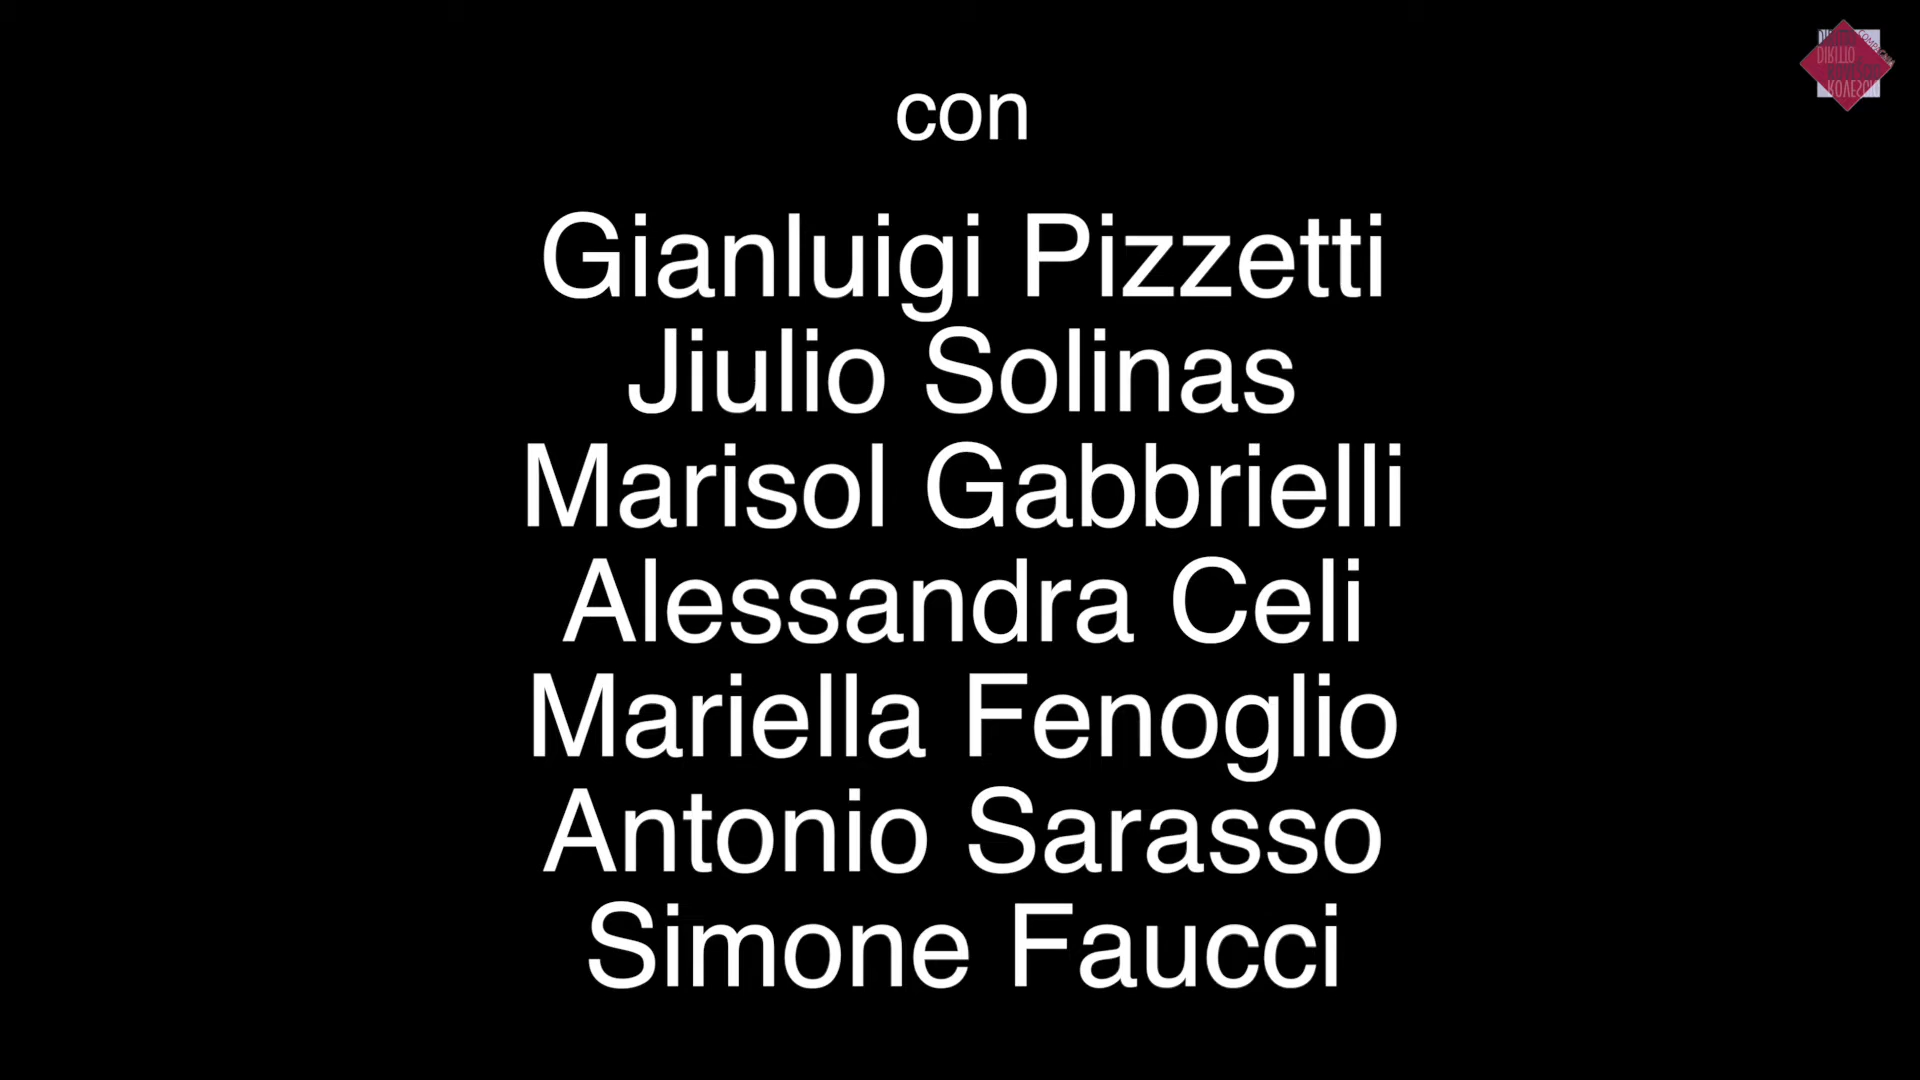 con
Gianluigi Pizzetti
Jiulio Solinas
Marisol Gabbrielli
Alessandra Celi
Mariella Fenoglio
Antonio Sarasso
Simone Faucci